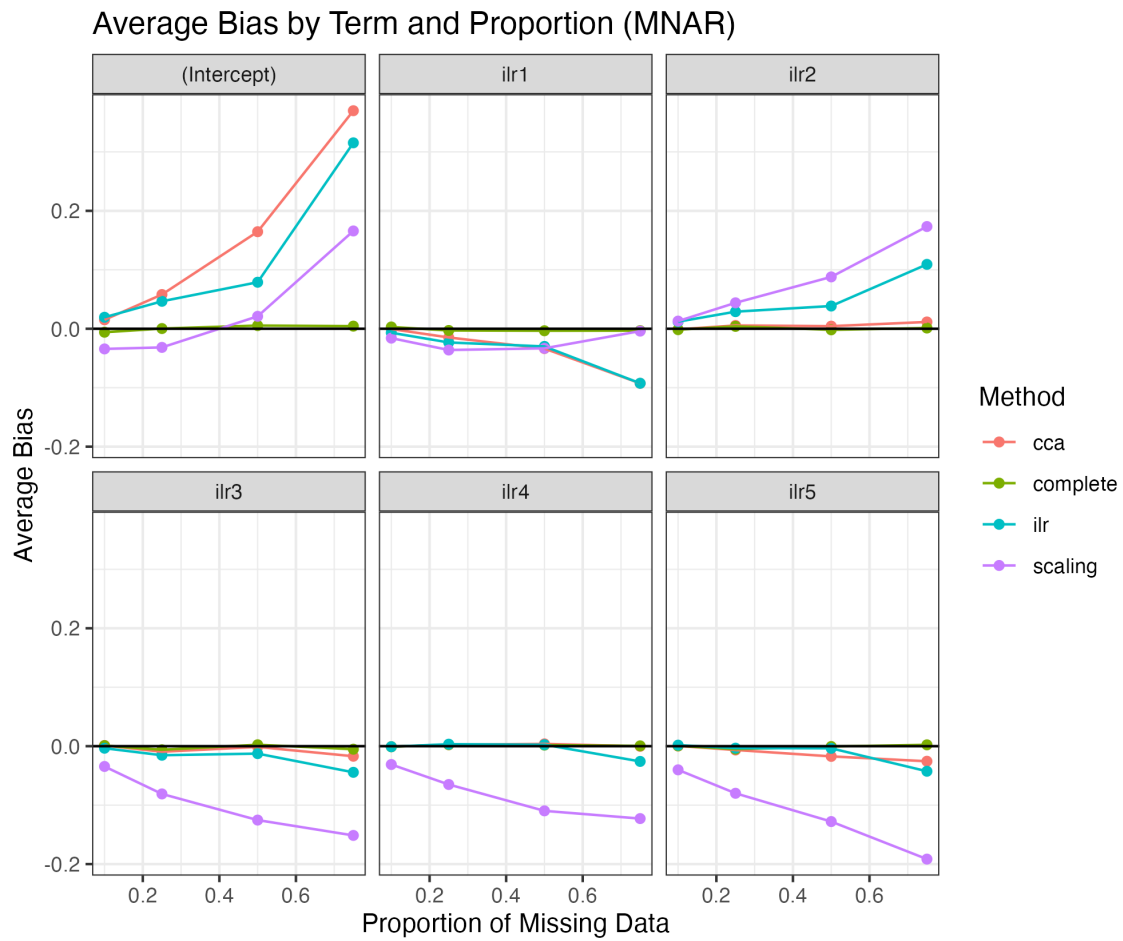 Average Bias by Term and Proportion (MNAR)
(Intercept)
ilr1
ilr2
0.2
0.0
-0.2
ilr3
ilr4
ilr5
0.2
0.0
-0.2
0.2 0.4 0.6
0.2 0.4 0.6
0.2 0.4 0.6
Proportion of Missing Data
Average Bias
Method
cca
complete
ilr
scaling